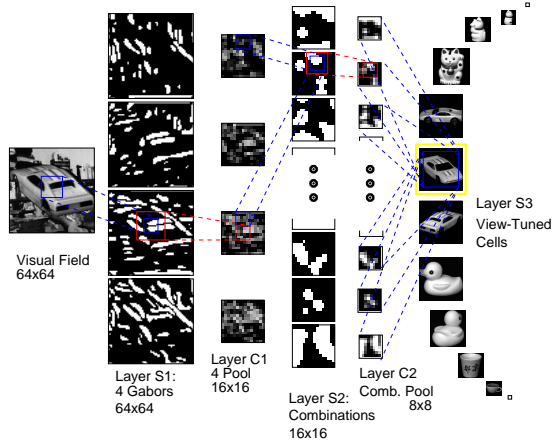 Visual Field
64x64
Layer S1:
4 Gabors
64x64
Layer C1
4 Pool
16x16
Layer S2:
Combinations
16x16
Layer C2
Comb. Pool
8x8
Layer S3
View-Tuned
Cells